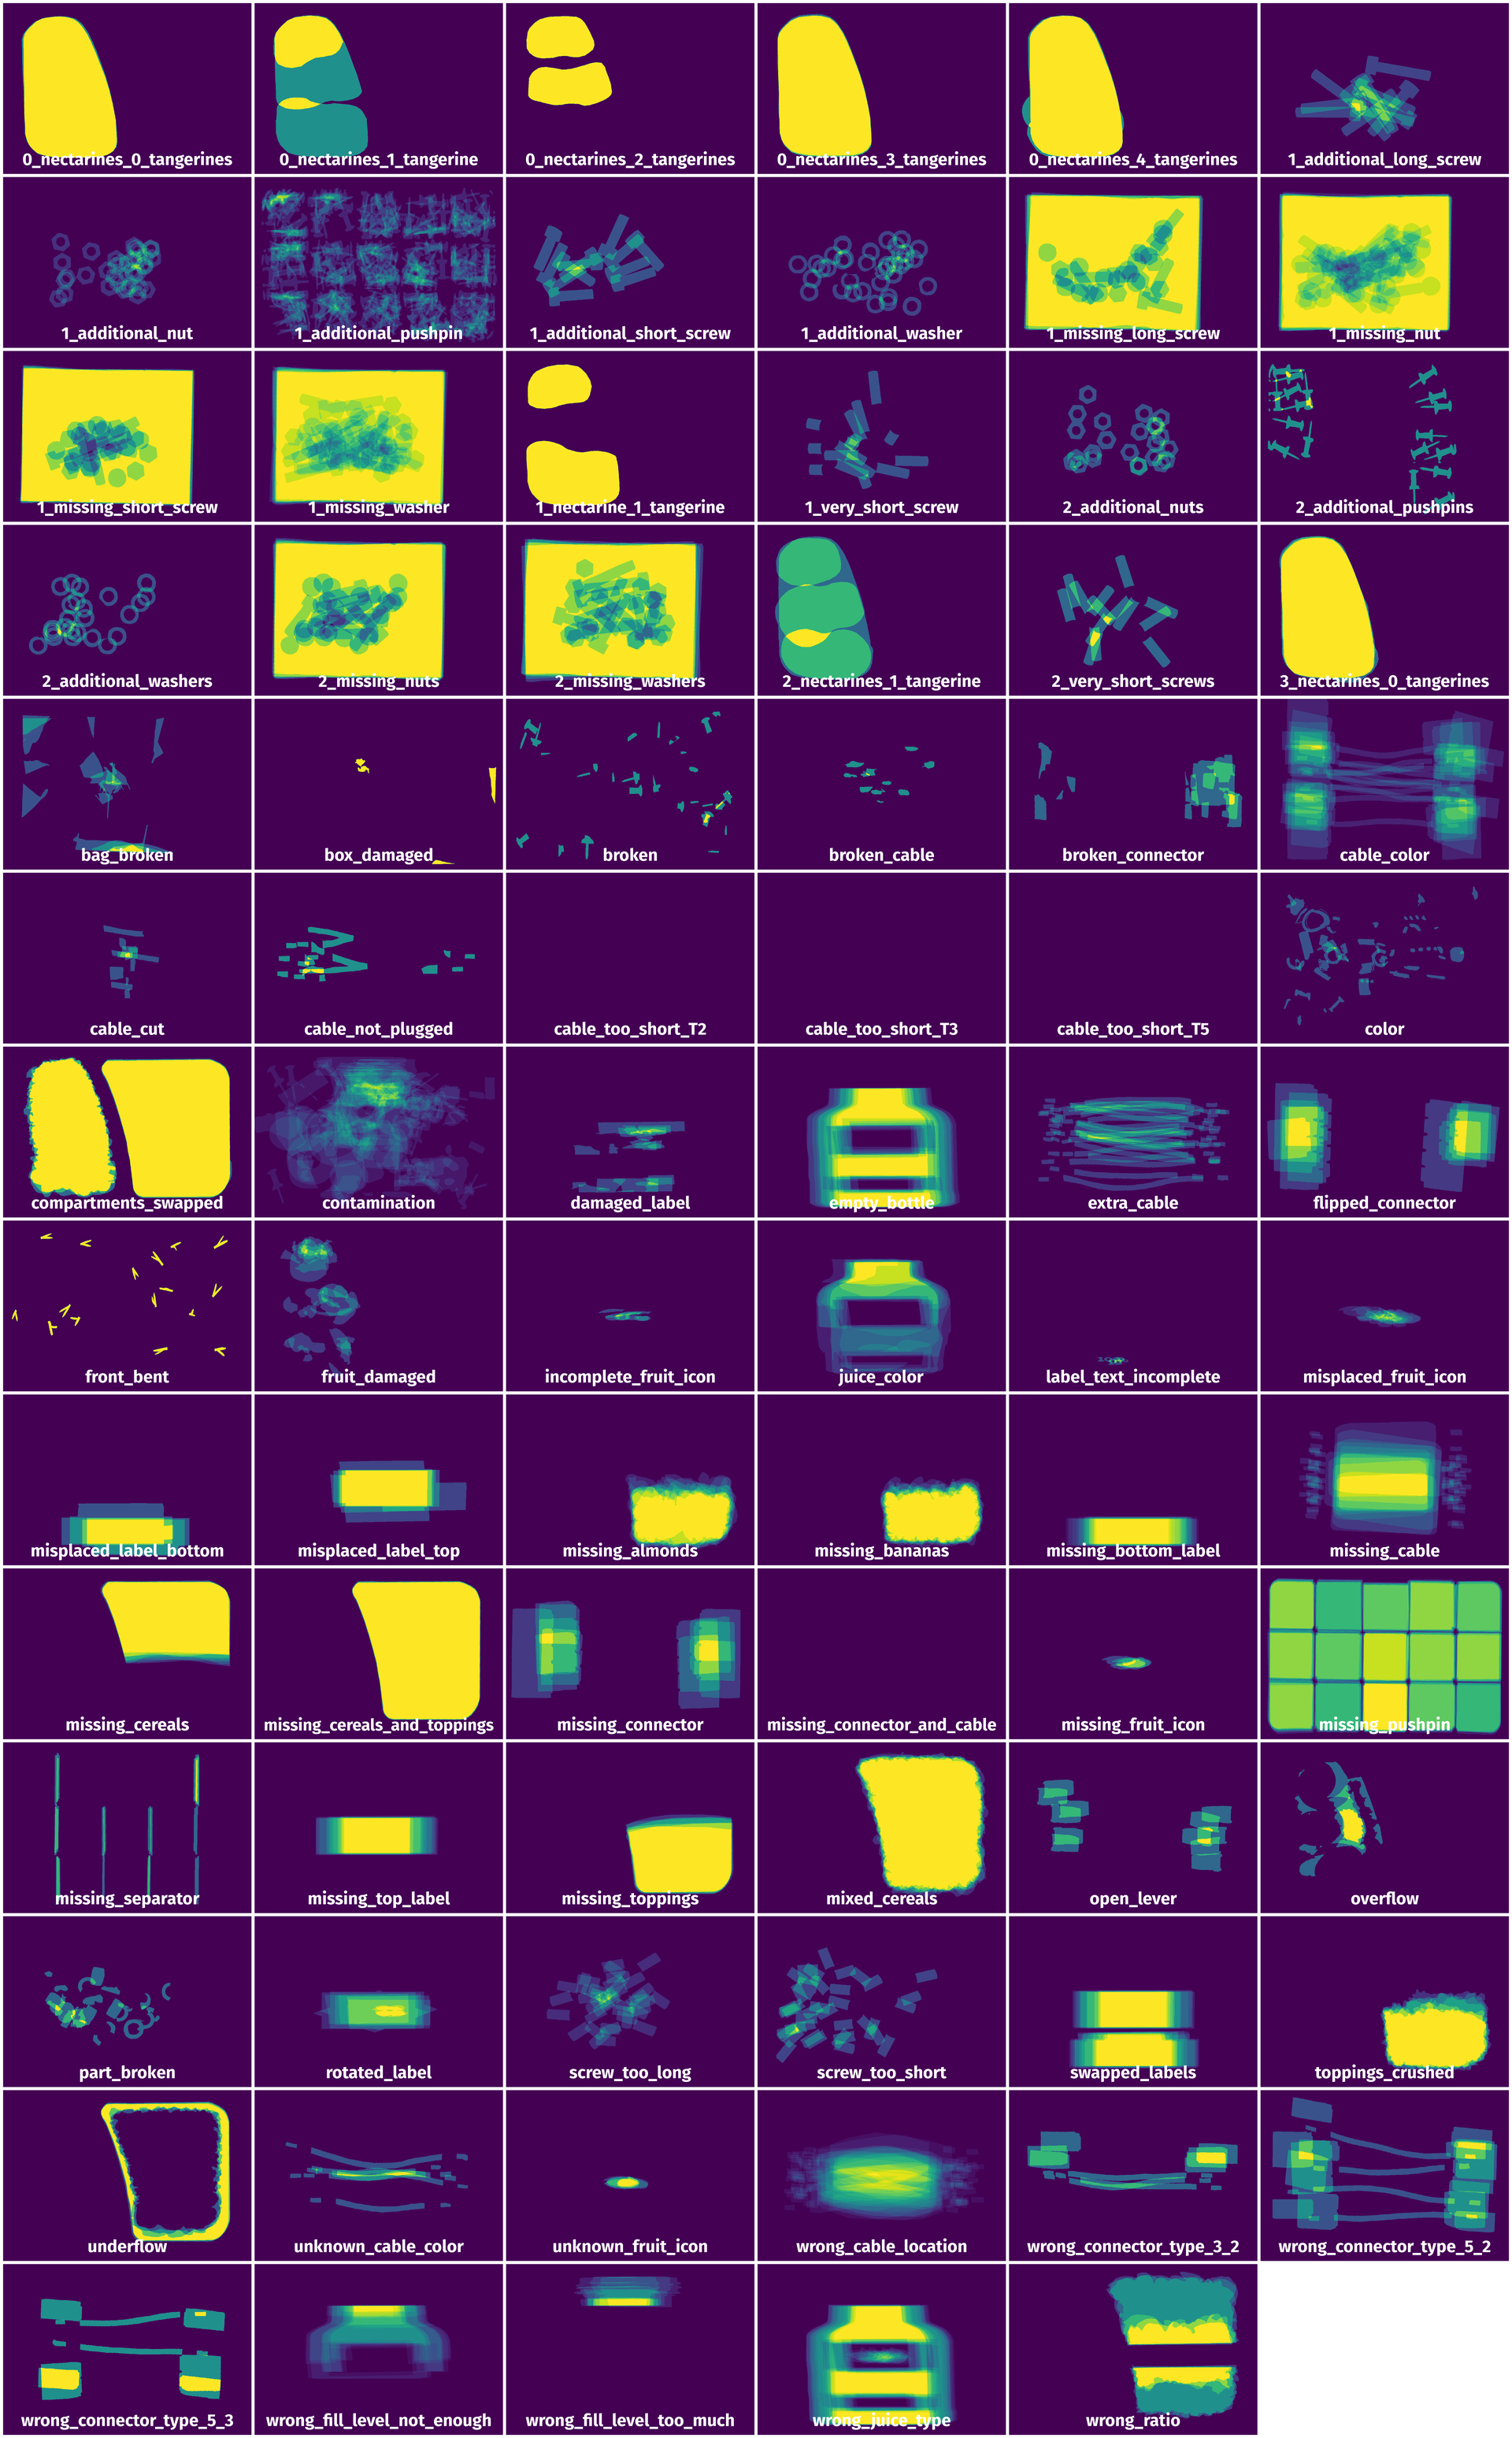 0_nectarines_0_tangerines
0_nectarines_1_tangerine
0_nectarines_2_tangerines
0_nectarines_3_tangerines
0_nectarines_4_tangerines
1_additional_long_screw
1_additional_nut
1_additional_pushpin
1_additional_short_screw
1_additional_washer
1_missing_long_screw
1_missing_nut
1_missing_short_screw
1_missing_washer
1_nectarine_1_tangerine
1_very_short_screw
2_additional_nuts
2_additional_pushpins
2_additional_washers
2_missing_nuts
2_missing_washers
2_nectarines_1_tangerine
2_very_short_screws
3_nectarines_0_tangerines
bag_broken
box_damaged
broken
broken_cable
broken_connector
cable_color
cable_cut
cable_not_plugged
cable_too_short_T2
cable_too_short_T3
cable_too_short_T5
color
compartments_swapped
contamination
damaged_label
empty_bottle
extra_cable
flipped_connector
front_bent
fruit_damaged
incomplete_fruit_icon
juice_color
label_text_incomplete
misplaced_fruit_icon
misplaced_label_bottom
misplaced_label_top
missing_almonds
missing_bananas
missing_bottom_label
missing_cable
missing_cereals
missing_cereals_and_toppings
missing_connector
missing_connector_and_cable
missing_fruit_icon
missing_pushpin
missing_separator
missing_top_label
missing_toppings
mixed_cereals
open_lever
overflow
part_broken
rotated_label
screw_too_long
screw_too_short
swapped_labels
toppings_crushed
underflow
unknown_cable_color
unknown_fruit_icon
wrong_cable_location
wrong_connector_type_3_2
wrong_connector_type_5_2
wrong_connector_type_5_3
wrong_fill_level_not_enough
wrong_fill_level_too_much
wrong_juice_type
wrong_ratio